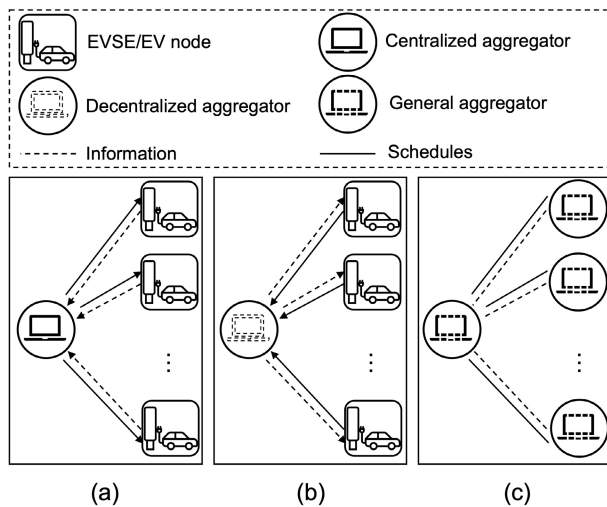 EVSE/EV node
Centralized aggregator
Decentralized aggregator
General aggregator
Information
Schedules
(a)
(b)
(c)